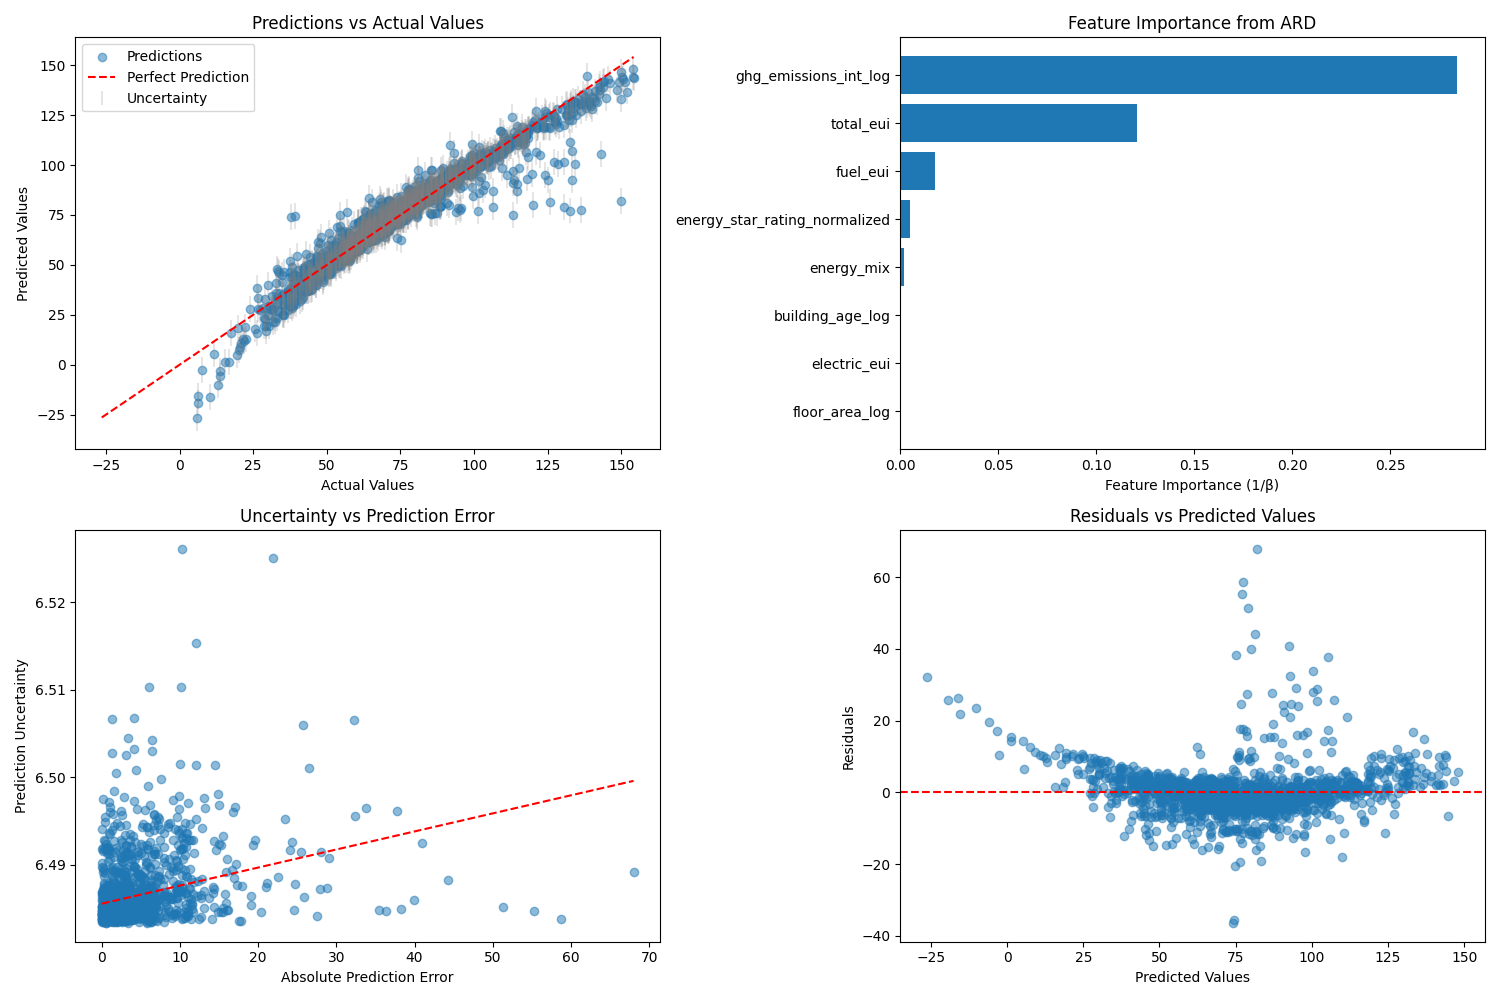 Predictions vs Actual Values
Predictions
Perfect Prediction
Uncertainty
150
125
100
75
50
25
0
−25
Predicted Values
−25 0 25 50 75 100 125 150
Actual Values
Feature Importance from ARD
ghg_emissions_int_log
total_eui
fuel_eui
energy_star_rating_normalized
energy_mix
building_age_log
electric_eui
floor_area_log
0.00 0.05 0.10 0.15 0.20 0.25
Feature Importance (1/β)
Uncertainty vs Prediction Error
6.52
6.51
6.50
6.49
Prediction Uncertainty
0 10 20 30 40 50 60 70
Absolute Prediction Error
Residuals vs Predicted Values
60
40
20
0
−20
−40
Residuals
−25 0 25 50 75 100 125 150
Predicted Values